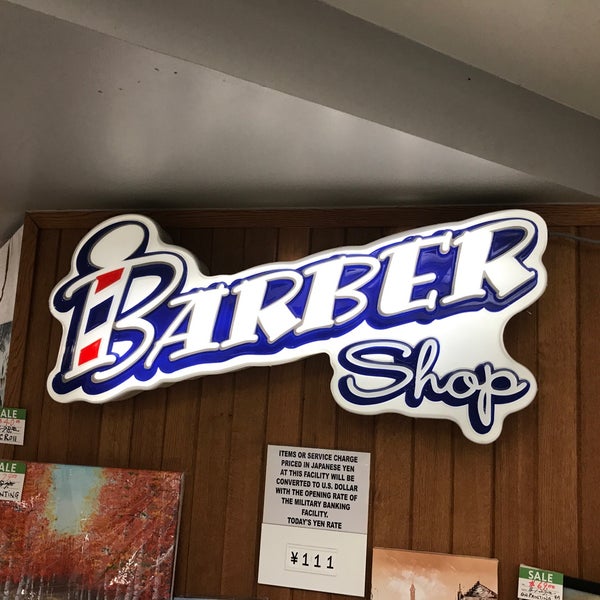 BARBER
Shop
ITEMS OR SERVICE CHARGE
PRICED IN JAPANESE YEN
AT THIS FACILITY WILL BE
CONVERTED TO U.S. DOLLAR
WITH THE OPENING RATE OF
THE MILITARY BANKING
FACILITY.
TODAY'S YEN RATE
¥111
SALE
SALE
SALE